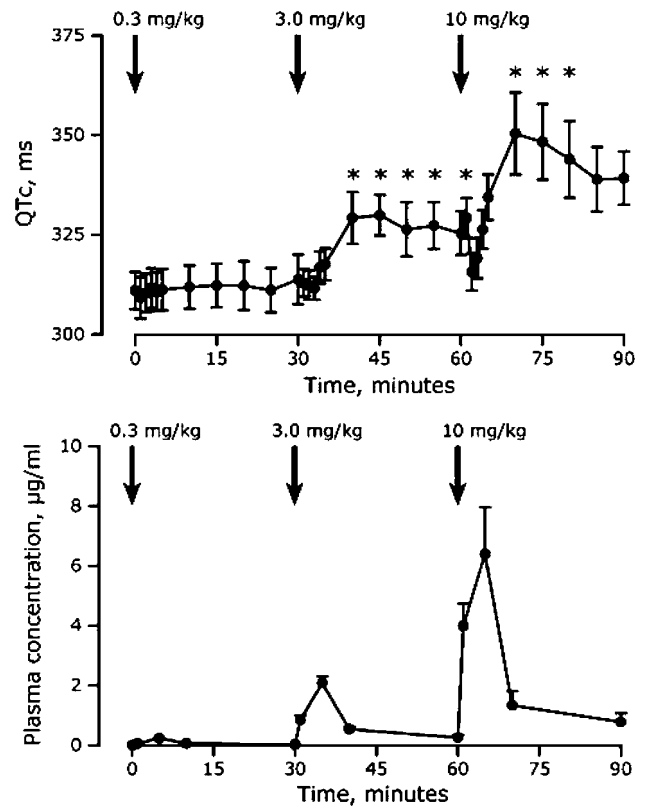 0.3 mg/kg 3.0 mg/kg 10 mg/kg
375
* * *
350
* * * * *
325
300
QTc, ms
0 15 30 45 60 75 90
Time, minutes
0.3 mg/kg 3.0 mg/kg 10 mg/kg
10
8
6
4
2
0
Plasma concentration, µg/ml
0 15 30 45 60 75 90
Time, minutes